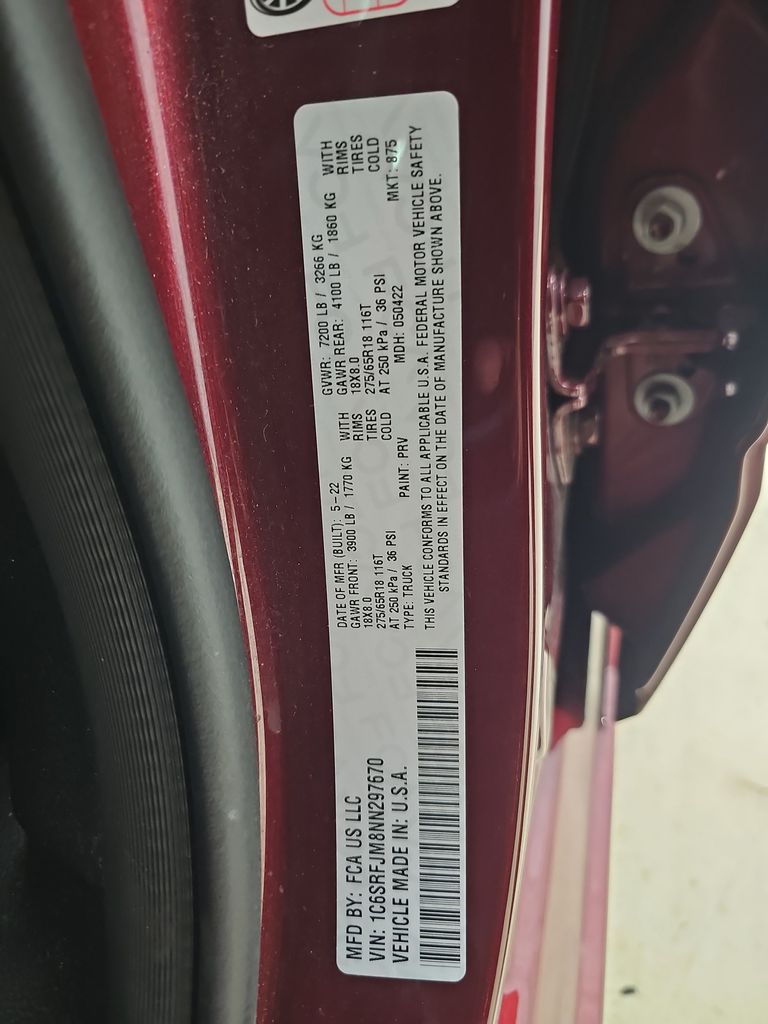 MFD BY: FCA US LLC
VIN: 1C6SRFJM8NN297670
VEHICLE MADE IN: U.S.A.
DATE OF MFR (BUILT): 5-22 GVWR: 7200 LB / 3266 KG
GAWR FRONT: 3900 LB / 1770 KG WITH GAWR REAR: 4100 LB / 1860 KG WITH
18X8.0 RIMS 18X8.0 RIMS
275/65R18 116T TIRES 275/65R18 116T TIRES
AT 250 kPa / 36 PSI COLD AT 250 kPa / 36 PSI COLD
TYPE: TRUCK PAINT: PRV MDH: 050422 MKT: 875
THIS VEHICLE CONFORMS TO ALL APPLICABLE U.S.A. FEDERAL MOTOR VEHICLE SAFETY
STANDARDS IN EFFECT ON THE DATE OF MANUFACTURE SHOWN ABOVE.